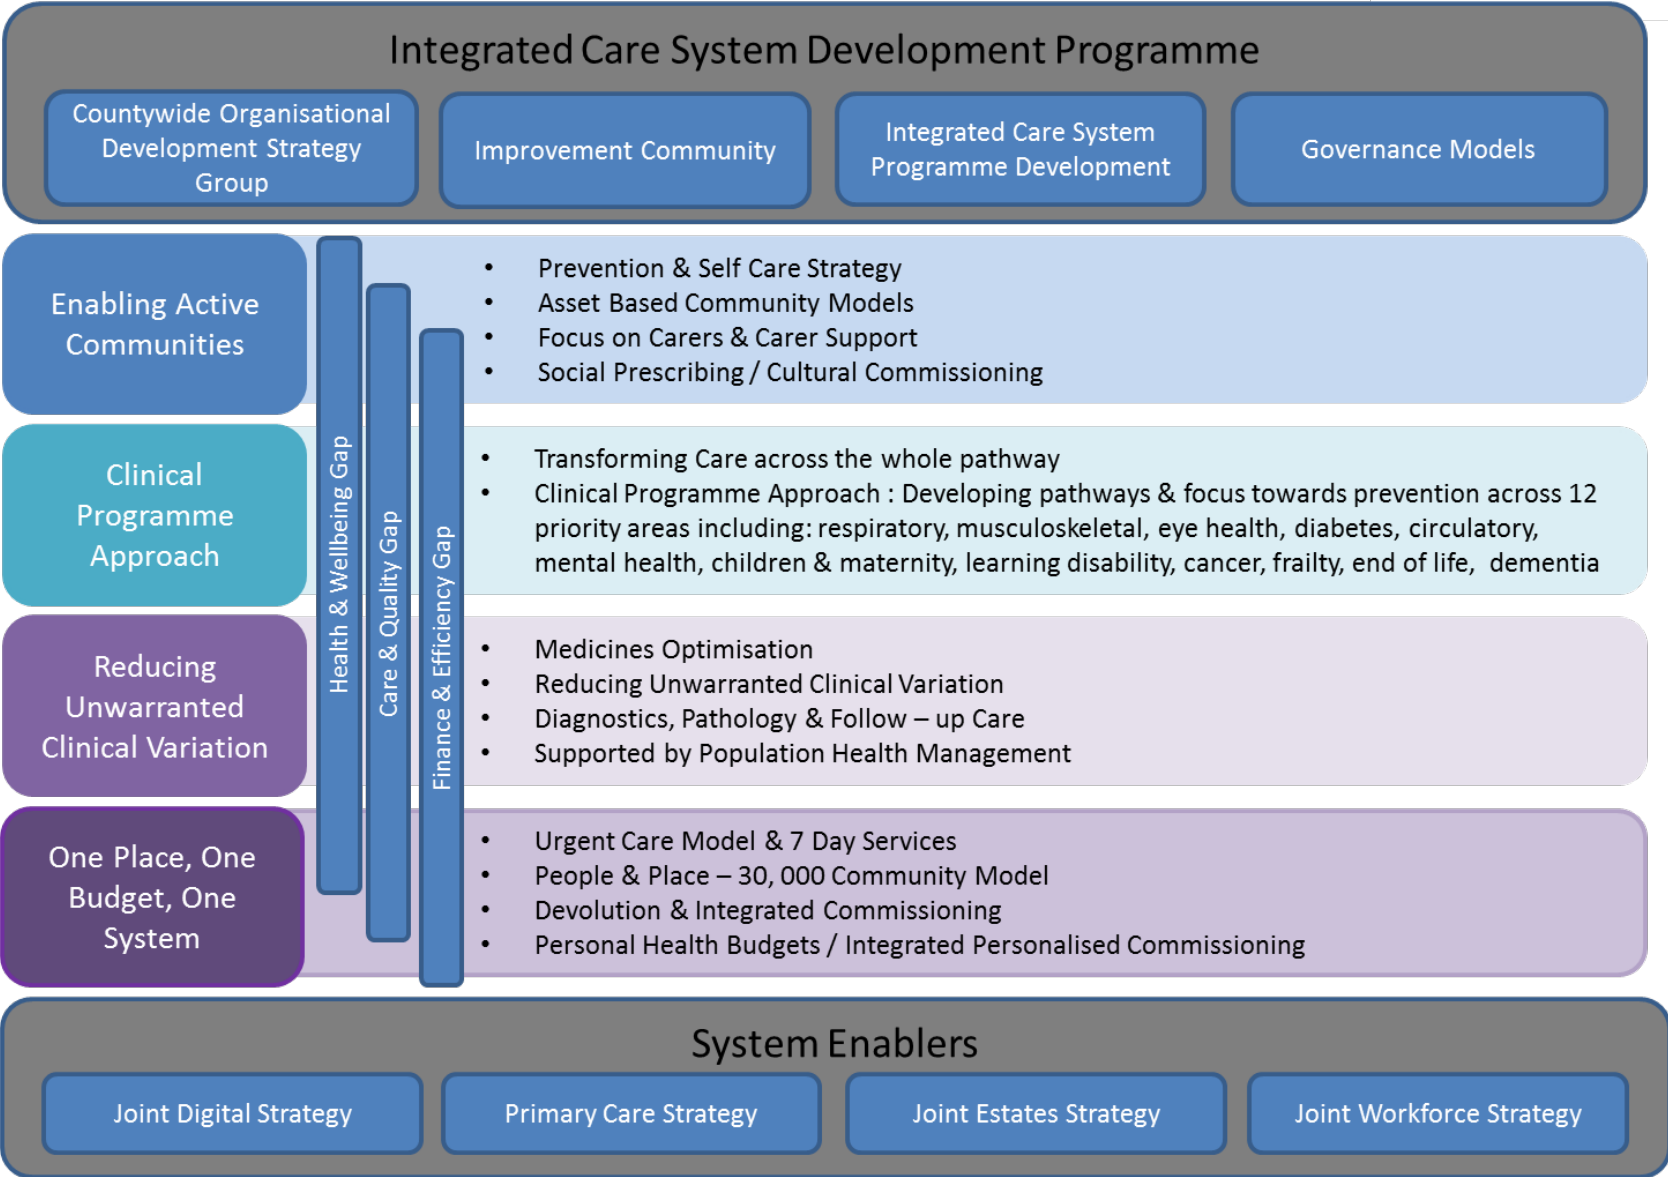 Integrated Care System Development Programme
Countywide Organisational
Development Strategy
Group
Improvement Community
Integrated Care System
Programme Development
Governance Models
Enabling Active
Communities
• Prevention & Self Care Strategy
• Asset Based Community Models
• Focus on Carers & Carer Support
• Social Prescribing / Cultural Commissioning
Clinical
Programme
Approach
• Transforming Care across the whole pathway
• Clinical Programme Approach : Developing pathways & focus towards prevention across 12
priority areas including: respiratory, musculoskeletal, eye health, diabetes, circulatory,
mental health, children & maternity, learning disability, cancer, frailty, end of life, dementia
Reducing
Unwarranted
Clinical Variation
• Medicines Optimisation
• Reducing Unwarranted Clinical Variation
• Diagnostics, Pathology & Follow – up Care
• Supported by Population Health Management
One Place, One
Budget, One
System
• Urgent Care Model & 7 Day Services
• People & Place – 30, 000 Community Model
• Devolution & Integrated Commissioning
• Personal Health Budgets / Integrated Personalised Commissioning
Health & Wellbeing Gap
Care & Quality Gap
Finance & Efficiency Gap
System Enablers
Joint Digital Strategy
Primary Care Strategy
Joint Estates Strategy
Joint Workforce Strategy